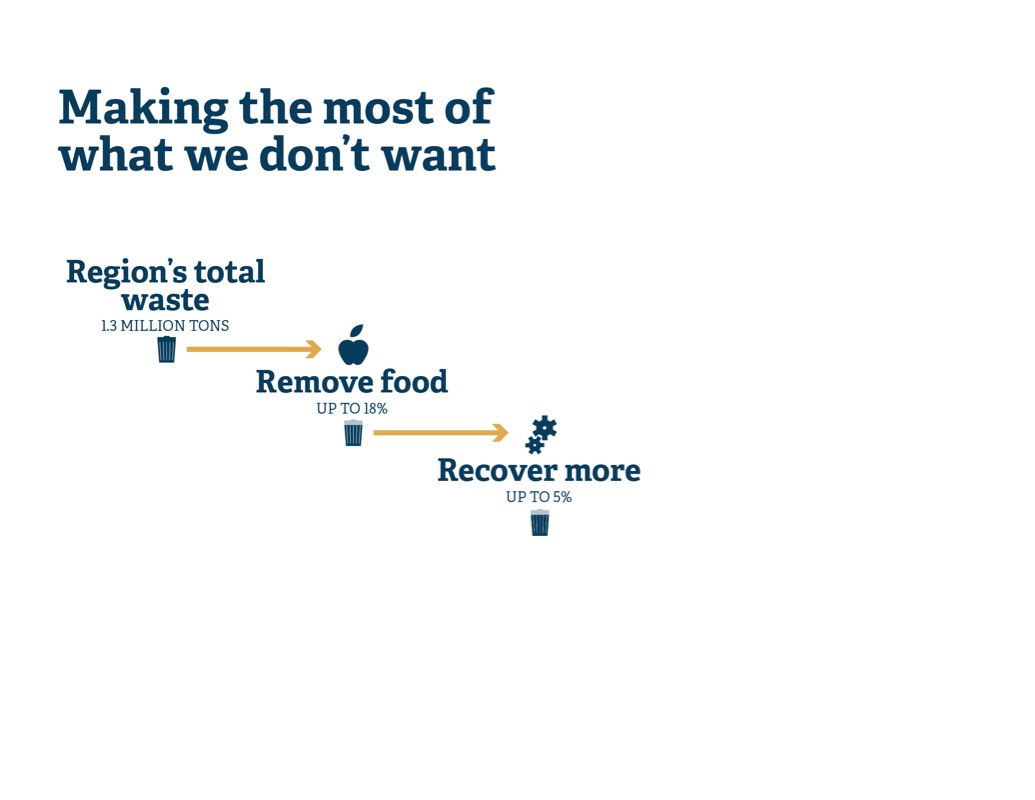 Making the most of
what we don't want
Region's total
waste
1.3 MILLION TONS
Remove food
UP TO 18%
Recover more
UP TO 5%